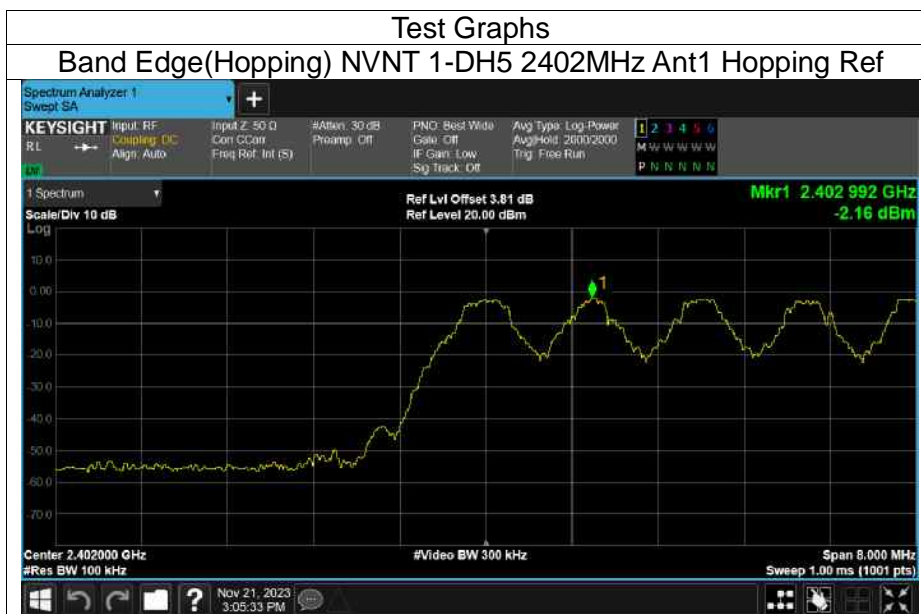 Test Graphs
Band Edge(Hopping) NVNT 1-DH5 2402MHz Ant1 Hopping Ref
Spectrum Analyzer 1
Swept SA
+
KEYSIGHT
RL
Input: RF
Coupling: DC
Align: Auto
Input Z: 50 Ω
Corr CCorr
Freq Ref: Int (S)
#Atten: 30 dB
Preamp: Off
PNO: Best Wide
Gate: Off
IF Gain: Low
Sig Track: Off
Avg Type: Log-Power
Avg|Hold: 2000/2000
Trig: Free Run
1 2 3 4 5 6
M W W W W W
P N N N N N
1 Spectrum
Scale/Div 10 dB
Ref Lvl Offset 3.81 dB
Ref Level 20.00 dBm
Mkr1 2.402 992 GHz
-2.16 dBm
Log
10.0
0.00
-10.0
-20.0
-30.0
-40.0
-50.0
-60.0
-70.0
1
Center 2.402000 GHz
#Res BW 100 kHz
#Video BW 300 kHz
Span 8.000 MHz
Sweep 1.00 ms (1001 pts)
?
Nov 21, 2023
3:05:33 PM